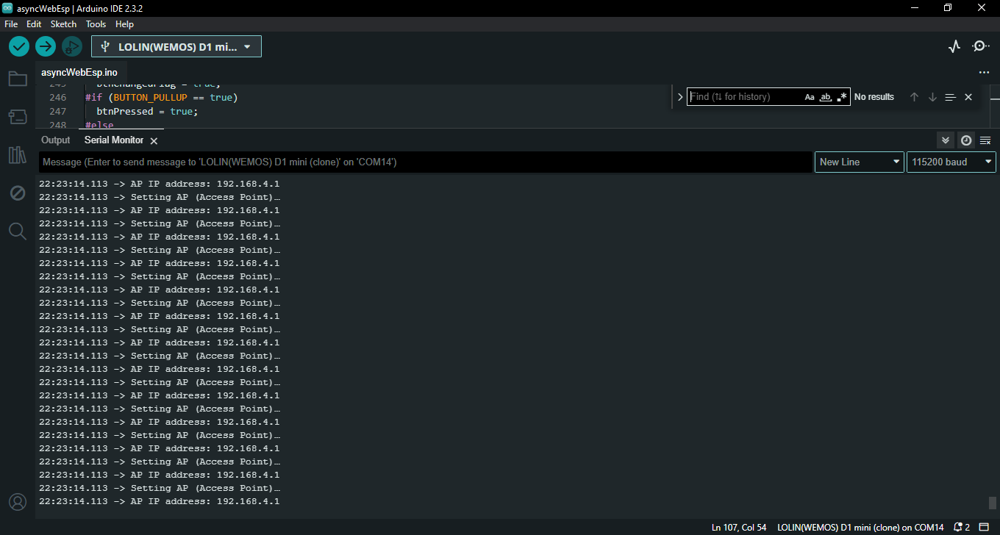 asyncWebEsp | Arduino IDE 2.3.2
File Edit Sketch Tools Help
LOLIN(WEMOS) D1 mi...
asyncWebEsp.ino
245 btnChangedFlag = true;
246 #if (BUTTON_PULLUP == true)
247 btnPressed = true;
248 #else
Find (⇅ for history) Aa ab .* No results
Output Serial Monitor
Message (Enter to send message to 'LOLIN(WEMOS) D1 mini (clone)' on 'COM14')
New Line 115200 baud
22:23:14.113 -> AP IP address: 192.168.4.1
22:23:14.113 -> Setting AP (Access Point)…
22:23:14.113 -> AP IP address: 192.168.4.1
22:23:14.113 -> Setting AP (Access Point)…
22:23:14.113 -> AP IP address: 192.168.4.1
22:23:14.113 -> Setting AP (Access Point)…
22:23:14.113 -> AP IP address: 192.168.4.1
22:23:14.113 -> Setting AP (Access Point)…
22:23:14.113 -> AP IP address: 192.168.4.1
22:23:14.113 -> Setting AP (Access Point)…
22:23:14.113 -> AP IP address: 192.168.4.1
22:23:14.113 -> Setting AP (Access Point)…
22:23:14.113 -> AP IP address: 192.168.4.1
22:23:14.113 -> Setting AP (Access Point)…
22:23:14.113 -> AP IP address: 192.168.4.1
22:23:14.113 -> Setting AP (Access Point)…
22:23:14.113 -> AP IP address: 192.168.4.1
22:23:14.113 -> Setting AP (Access Point)…
22:23:14.113 -> AP IP address: 192.168.4.1
22:23:14.113 -> Setting AP (Access Point)…
22:23:14.113 -> AP IP address: 192.168.4.1
22:23:14.113 -> Setting AP (Access Point)…
22:23:14.113 -> AP IP address: 192.168.4.1
22:23:14.113 -> Setting AP (Access Point)…
22:23:14.113 -> AP IP address: 192.168.4.1
Ln 107, Col 54 LOLIN(WEMOS) D1 mini (clone) on COM14 2